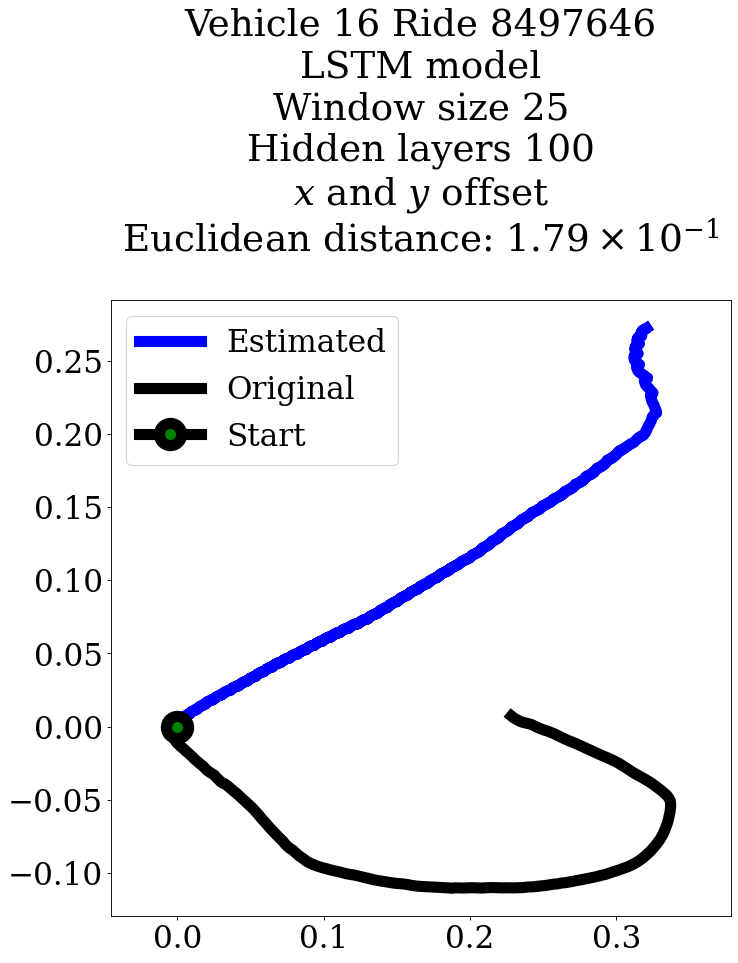 Vehicle 16 Ride 8497646
LSTM model
Window size 25
Hidden layers 100
x and y offset
Euclidean distance: 1.79 × 10⁻¹
Estimated
Original
Start
0.25
0.20
0.15
0.10
0.05
0.00
−0.05
−0.10
0.0 0.1 0.2 0.3